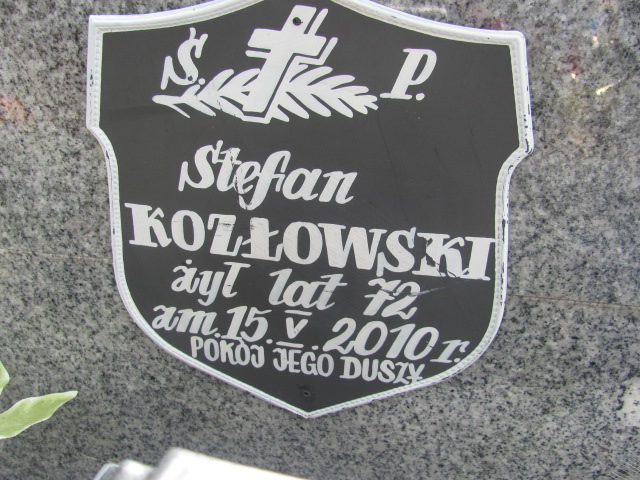 Ś. P.
Stefan
KOZŁOWSKI
żył lat 72
zm. 15. V. 2010 r.
POKÓJ JEGO DUSZY